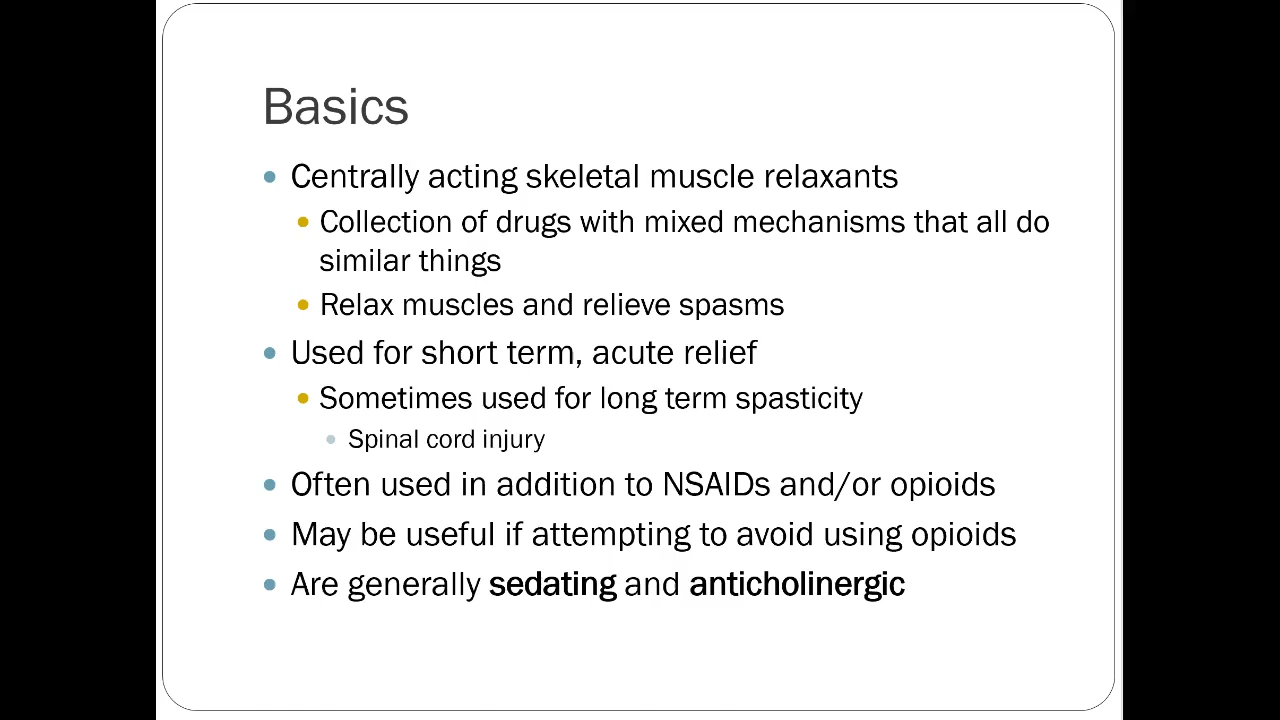 Basics
Centrally acting skeletal muscle relaxants
Collection of drugs with mixed mechanisms that all do
similar things
Relax muscles and relieve spasms
Used for short term, acute relief
Sometimes used for long term spasticity
Spinal cord injury
Often used in addition to NSAIDs and/or opioids
May be useful if attempting to avoid using opioids
Are generally sedating and anticholinergic